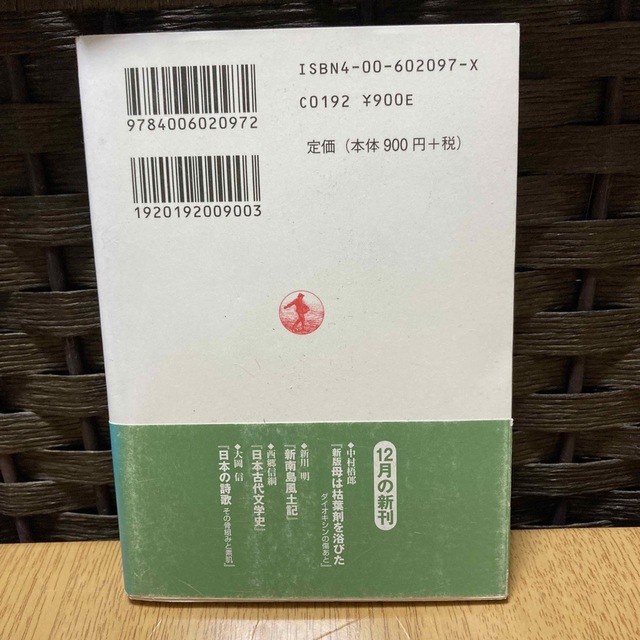 ISBN4-00-602097-X
C0192 ¥900E
定価（本体900円＋税）
9784006020972
1920192009003
12月の新刊
◆中村梧郎
『新版母は枯葉剤を浴びた
ダイオキシンの傷あと』
◆新川 明
『新南島風土記』
◆西郷信綱
『日本古代文学史』
◆大岡 信
『日本の詩歌 その骨組みと素肌』